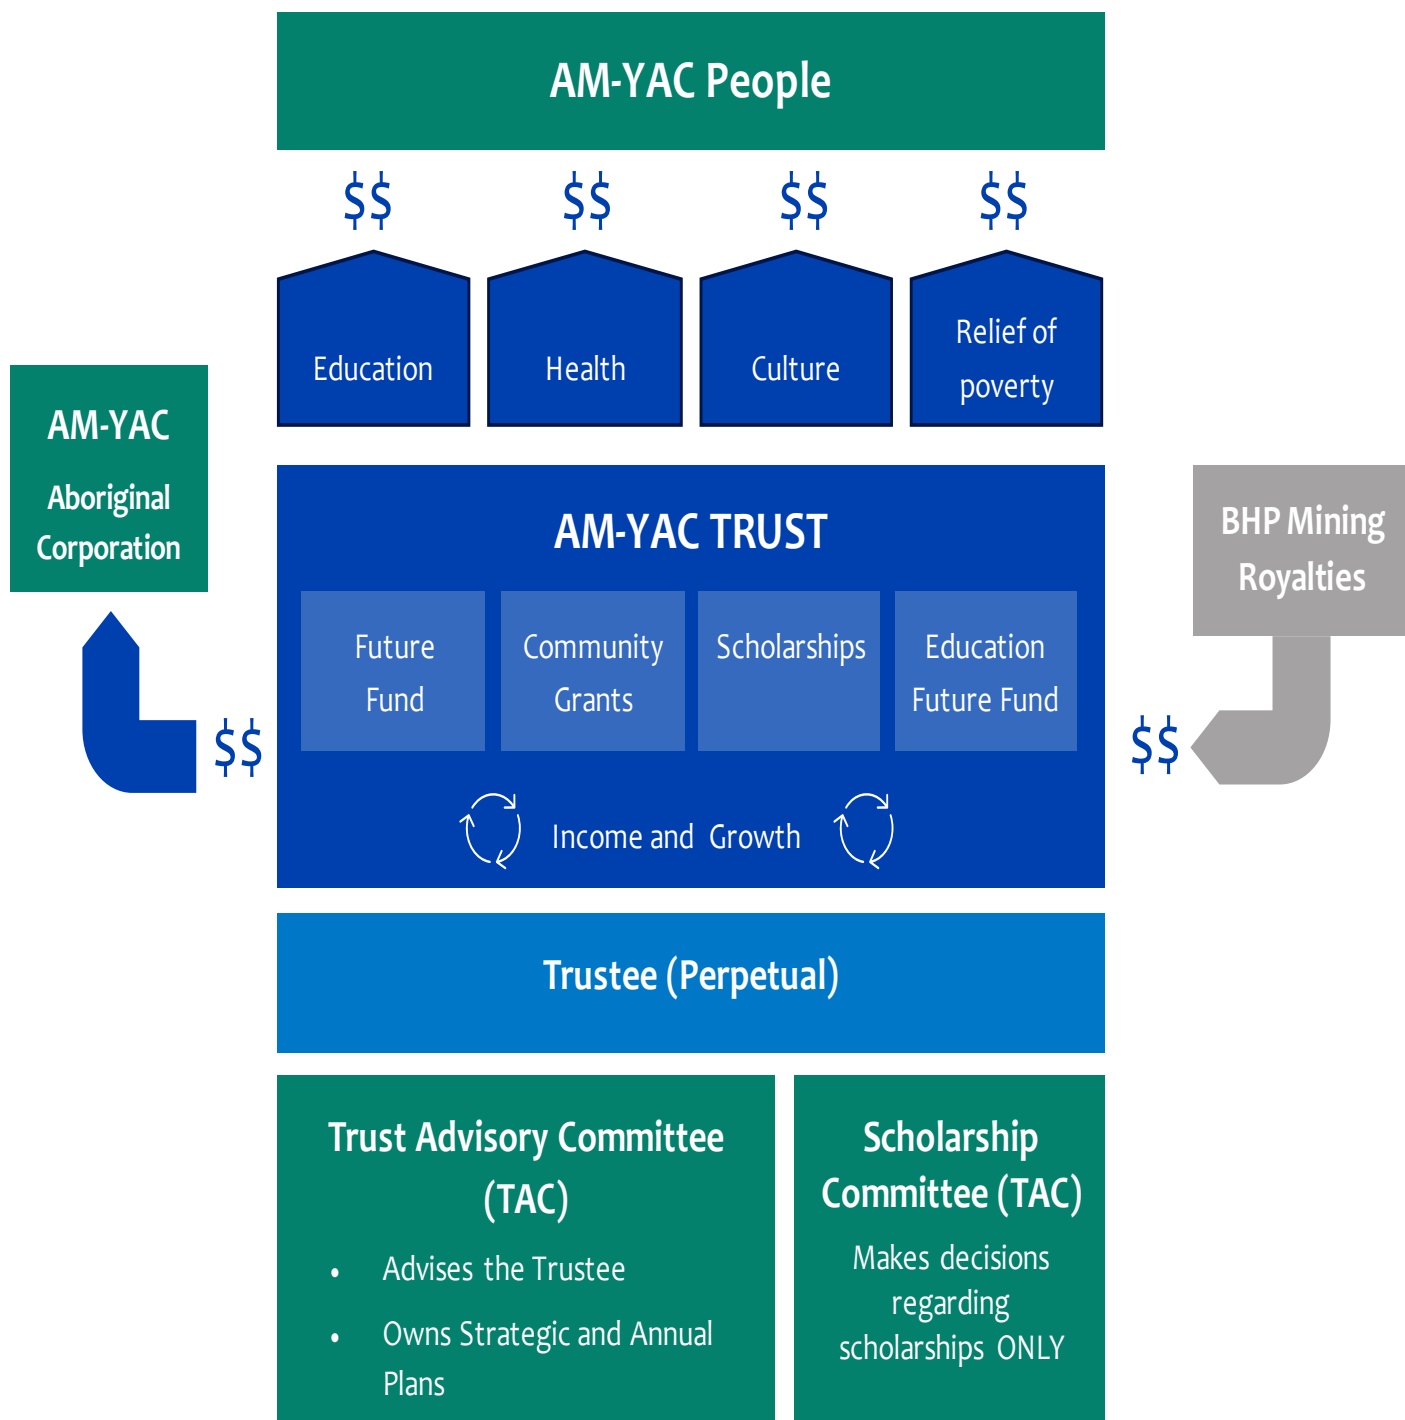 AM-YAC People
$$ $$ $$ $$
Education
Health
Culture
Relief of
poverty
AM-YAC
Aboriginal
Corporation
$$
AM-YAC TRUST
Future
Fund
Community
Grants
Scholarships
Education
Future Fund
Income and Growth
BHP Mining
Royalties
$$
Trustee (Perpetual)
Trust Advisory Committee
(TAC)
• Advises the Trustee
• Owns Strategic and Annual
Plans
Scholarship
Committee (TAC)
Makes decisions
regarding
scholarships ONLY